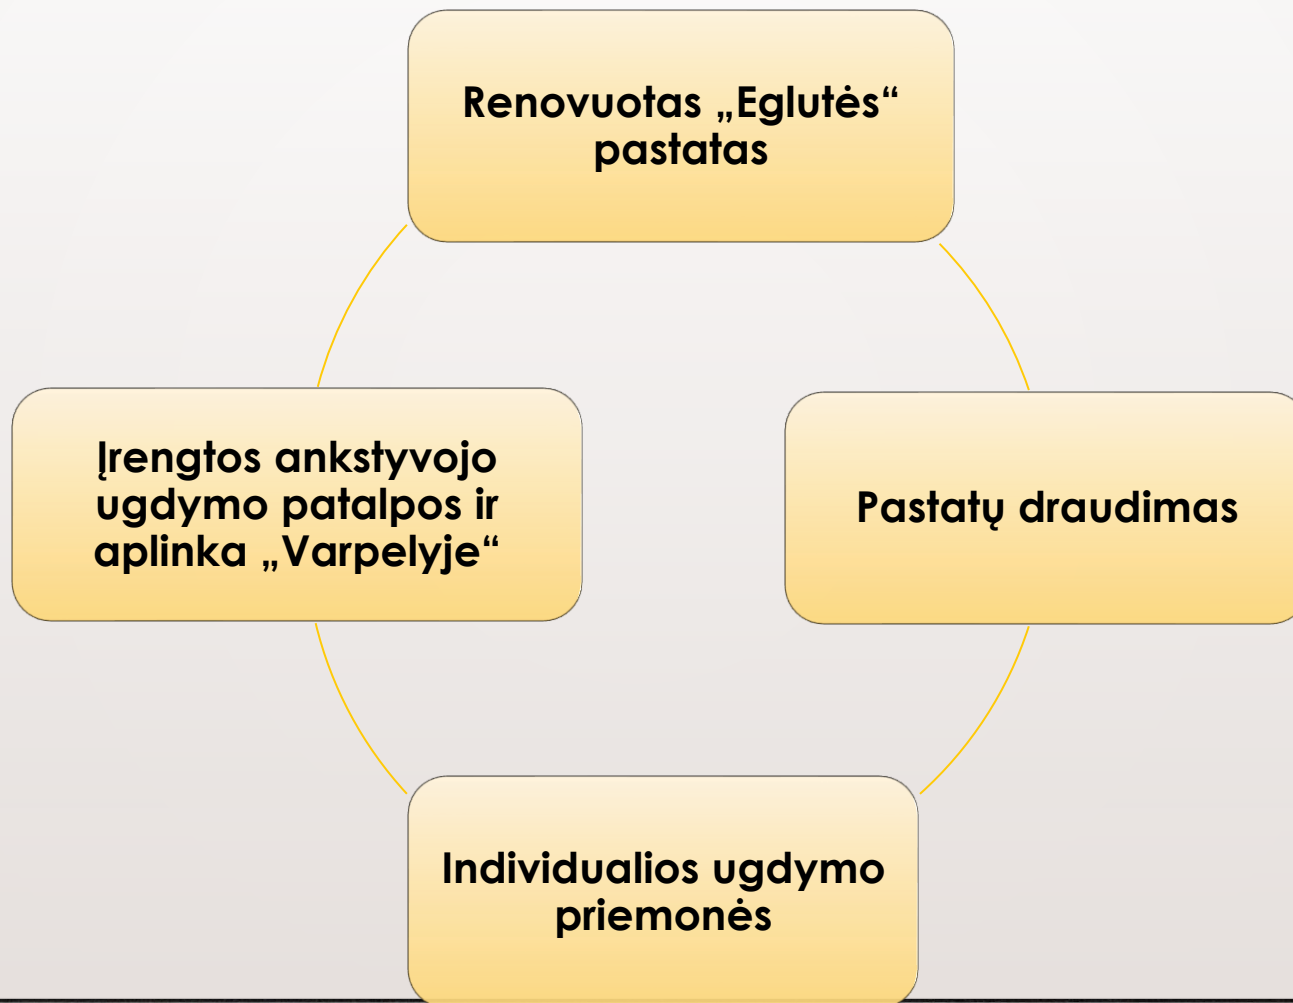 Renovuotas „Eglutės“
pastatas
Įrengtos ankstyvojo
ugdymo patalpos ir
aplinka „Varpelyje“
Pastatų draudimas
Individualios ugdymo
priemonės